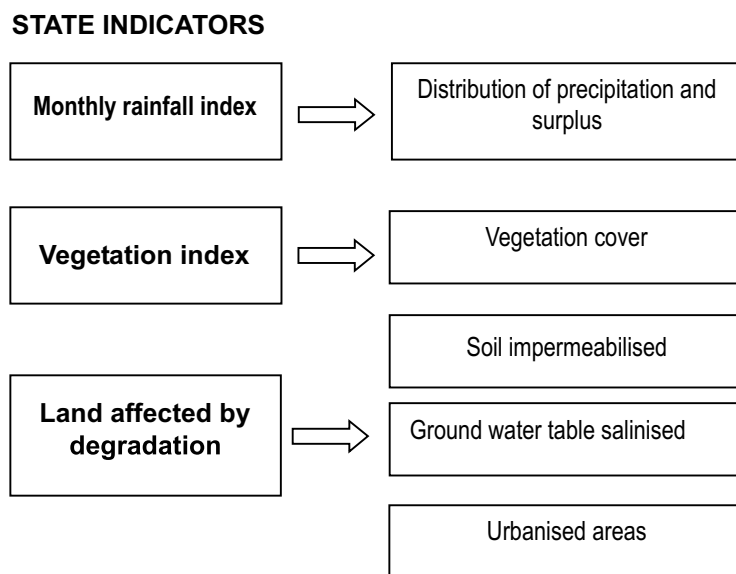 STATE INDICATORS
Monthly rainfall index
Distribution of precipitation and
surplus
Vegetation index
Vegetation cover
Land affected by
degradation
Soil impermeabilised
Ground water table salinised
Urbanised areas